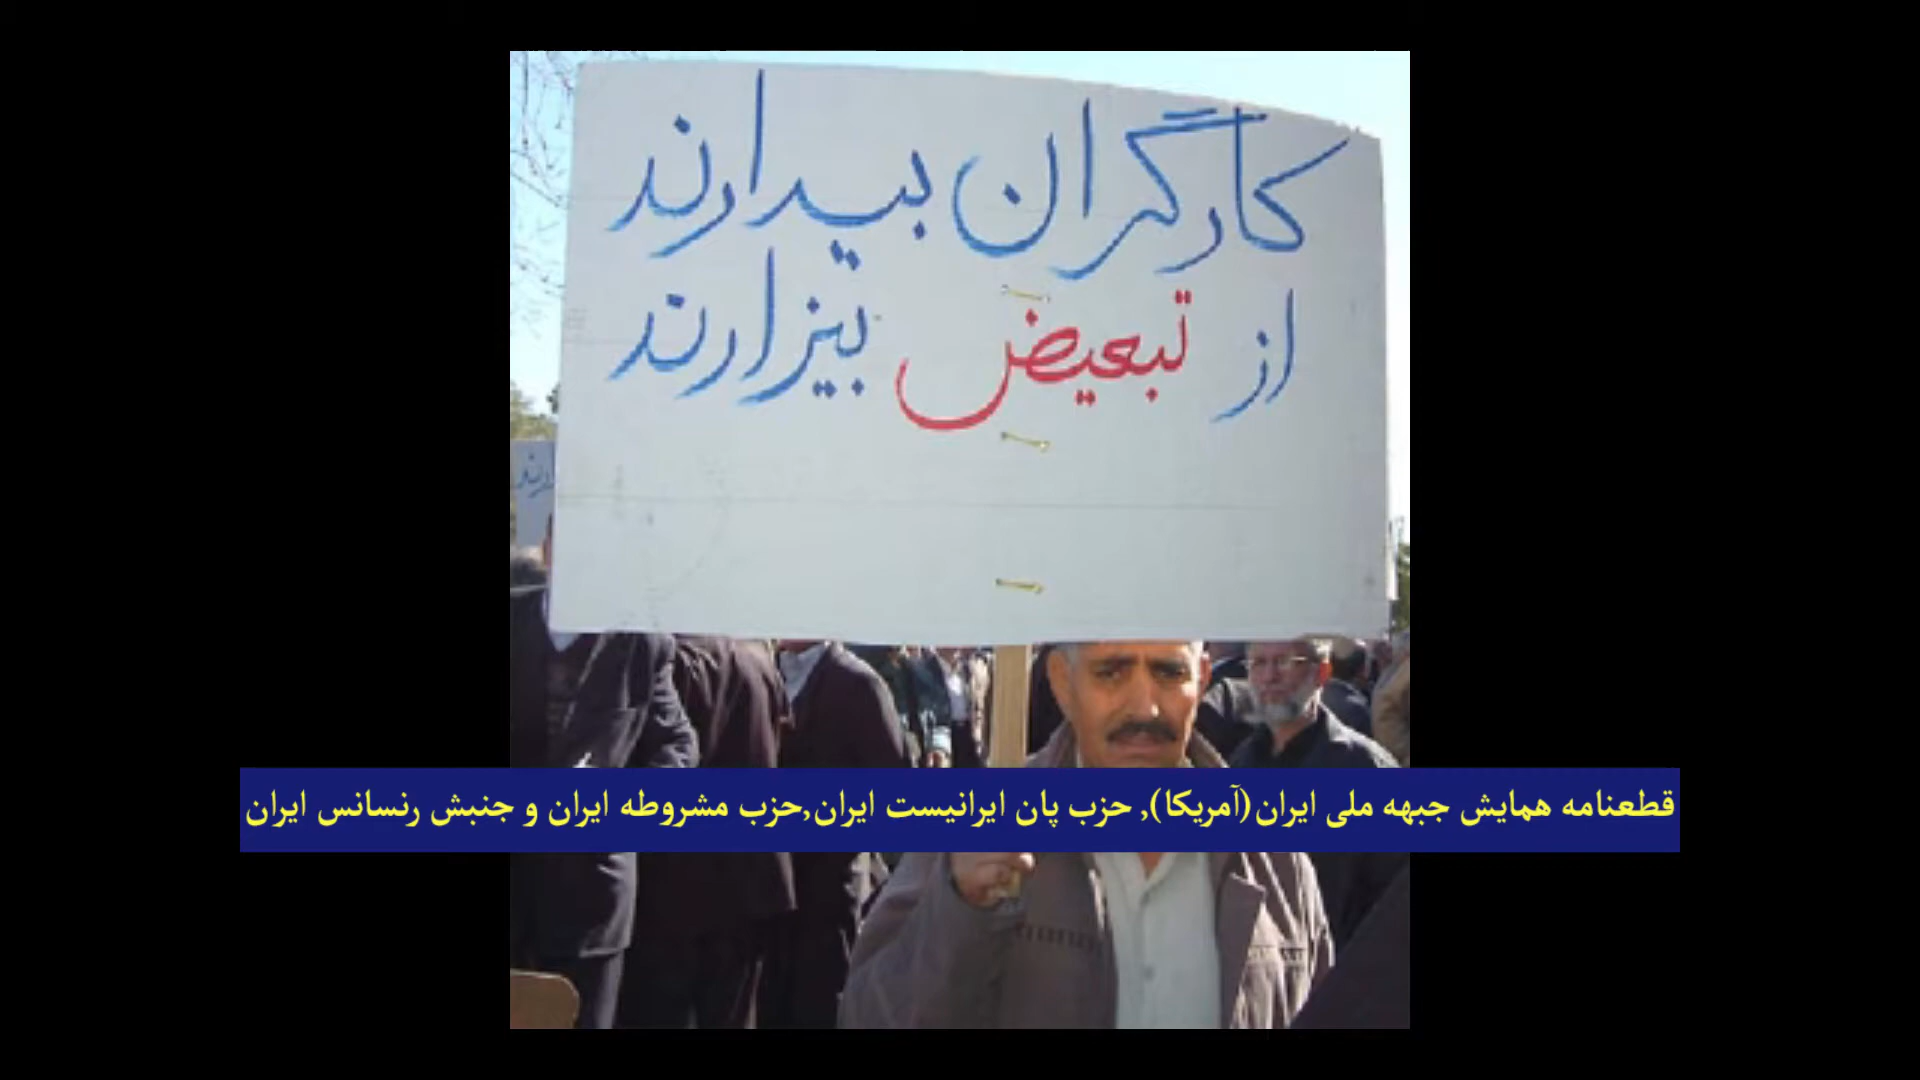 کارگران بیدارند
از تبعیض بیزارند
قطعنامه همایش جبهه ملی ایران(آمریکا), حزب پان ایرانیست ایران,حزب مشروطه ایران و جنبش رنسانس ایران